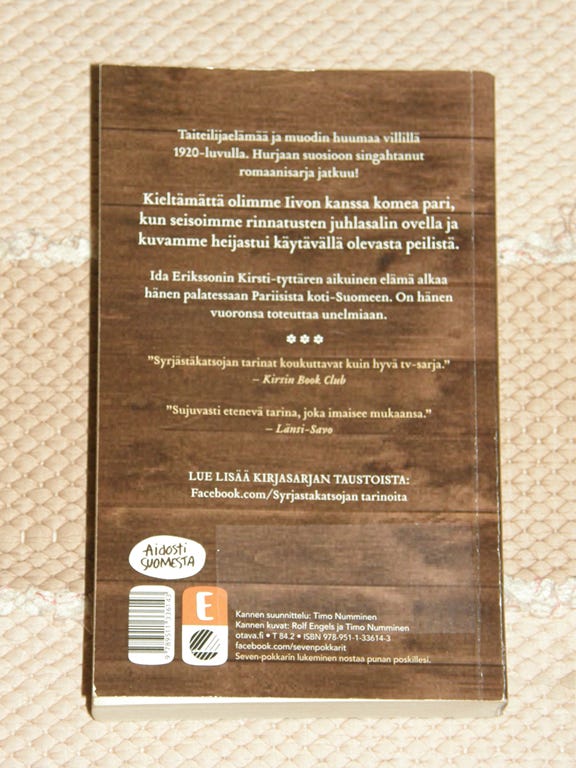 Taiteilijaelämää ja muodin huumaa villillä
1920-luvulla. Hurjaan suosioon singahtanut
romaanisarja jatkuu!
Kieltämättä olimme Iivon kanssa komea pari,
kun seisoimme rinnatusten juhlasalin ovella ja
kuvamme heijastui käytävällä olevasta peilistä.
Ida Erikssonin Kirsti-tyttären aikuinen elämä alkaa
hänen palatessaan Pariisista koti-Suomeen. On hänen
vuoronsa toteuttaa unelmiaan.
"Syrjästäkatsojan tarinat koukuttavat kuin hyvä tv-sarja."
– Kirsin Book Club
"Sujuvasti etenevä tarina, joka imaisee mukaansa."
– Länsi-Savo
LUE LISÄÄ KIRJASARJAN TAUSTOISTA:
Facebook.com/Syrjastakatsojan tarinoita
Aidosti
SUOMESTA
9789511336143
E
Kannen suunnittelu: Timo Numminen
Kannen kuvat: Rolf Engels ja Timo Numminen
otava.fi • T 84.2 • ISBN 978-951-1-33614-3
facebook.com/sevenpokkarit
Seven-pokkarin lukeminen nostaa punan poskillesi.